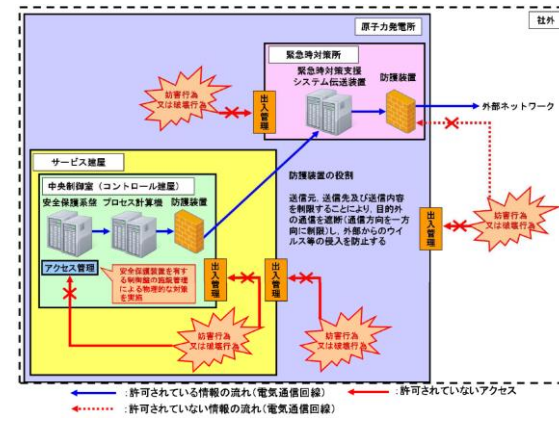 社外
原子力発電所
緊急時対策所
緊急時対策支援
システム伝送装置
防護装置
妨害行為
又は破壊行為
出入管理
外部ネットワーク
サービス建屋
中央制御室(コントロール建屋)
安全保護系盤
プロセス計算機
防護装置
防護装置の役割
送信元、送信先及び送信内容
を制限することにより、目的外
の通信を遮断(通信方向を一方
向に制限)し、外部からのウイ
ルス等の侵入を防止する
出入管理
妨害行為
又は破壊行為
アクセス管理
安全保護装置を有す
る制御盤の施錠管理
による物理的な対策
を実施
出入管理
出入管理
妨害行為
又は破壊行為
妨害行為
又は破壊行為
:許可されている情報の流れ(電気通信回線)
:許可されていないアクセス
:許可されていない情報の流れ(電気通信回線)